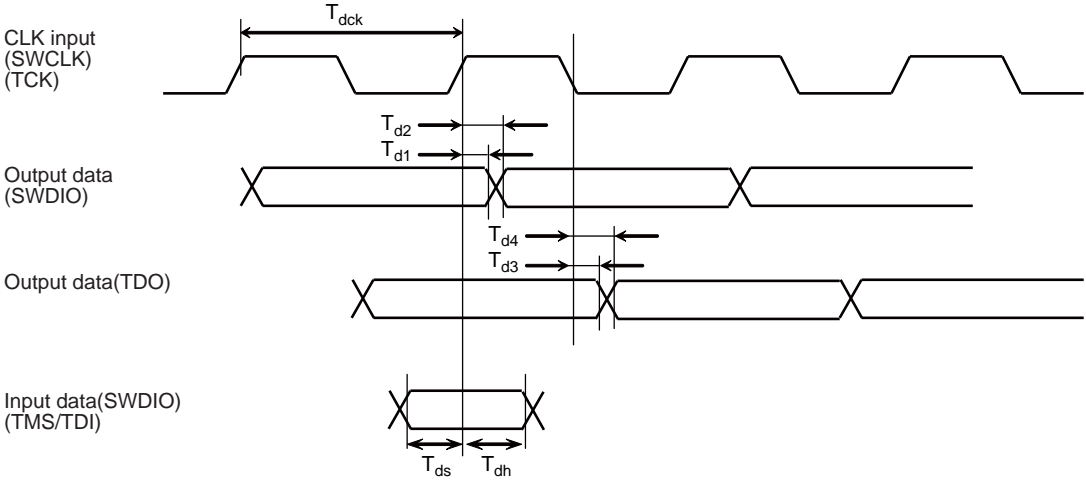 T_dck
CLK input
(SWCLK)
(TCK)
T_d2
T_d1
Output data
(SWDIO)
T_d4
T_d3
Output data(TDO)
Input data(SWDIO)
(TMS/TDI)
T_ds
T_dh